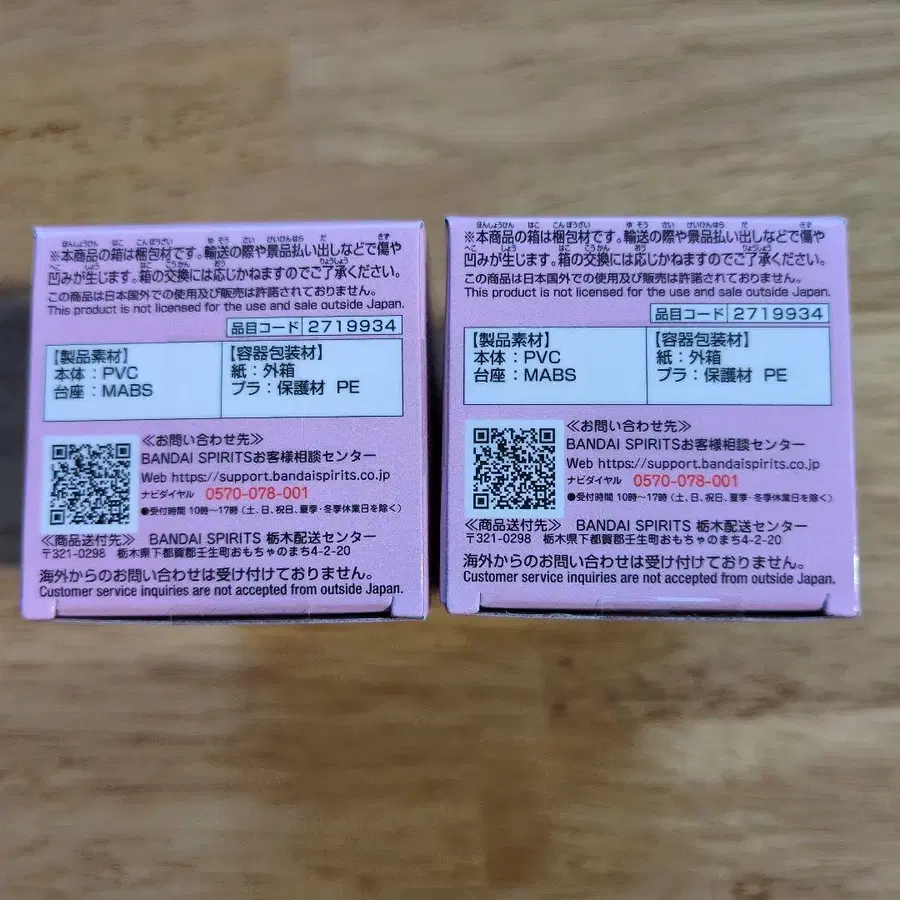 ※本商品の箱は梱包材です。輸送の際や景品払い出しなどで傷や
凹みが生じます。箱の交換には応じかねますのでご了承ください。
この商品は日本国外での使用及び販売は許諾されておりません。
This product is not licensed for the use and sale outside Japan.
品目コード 2719934
【製品素材】
本体：PVC
台座：MABS
【容器包装材】
紙：外箱
プラ：保護材 PE
≪お問い合わせ先≫
BANDAI SPIRITSお客様相談センター
Web https://support.bandaispirits.co.jp
ナビダイヤル 0570-078-001
●受付時間 10時〜17時（土、日、祝日、夏季・冬季休業日を除く）
≪商品送付先≫ BANDAI SPIRITS 栃木配送センター
〒321-0298 栃木県下都賀郡壬生町おもちゃのまち4-2-20
海外からのお問い合わせは受け付けておりません。
Customer service inquiries are not accepted from outside Japan.
※本商品の箱は梱包材です。輸送の際や景品払い出しなどで傷や
凹みが生じます。箱の交換には応じかねますのでご了承ください。
この商品は日本国外での使用及び販売は許諾されておりません。
This product is not licensed for the use and sale outside Japan.
品目コード 2719934
【製品素材】
本体：PVC
台座：MABS
【容器包装材】
紙：外箱
プラ：保護材 PE
≪お問い合わせ先≫
BANDAI SPIRITSお客様相談センター
Web https://support.bandaispirits.co.jp
ナビダイヤル 0570-078-001
●受付時間 10時〜17時（土、日、祝日、夏季・冬季休業日を除く）
≪商品送付先≫ BANDAI SPIRITS 栃木配送センター
〒321-0298 栃木県下都賀郡壬生町おもちゃのまち4-2-20
海外からのお問い合わせは受け付けておりません。
Customer service inquiries are not accepted from outside Japan.